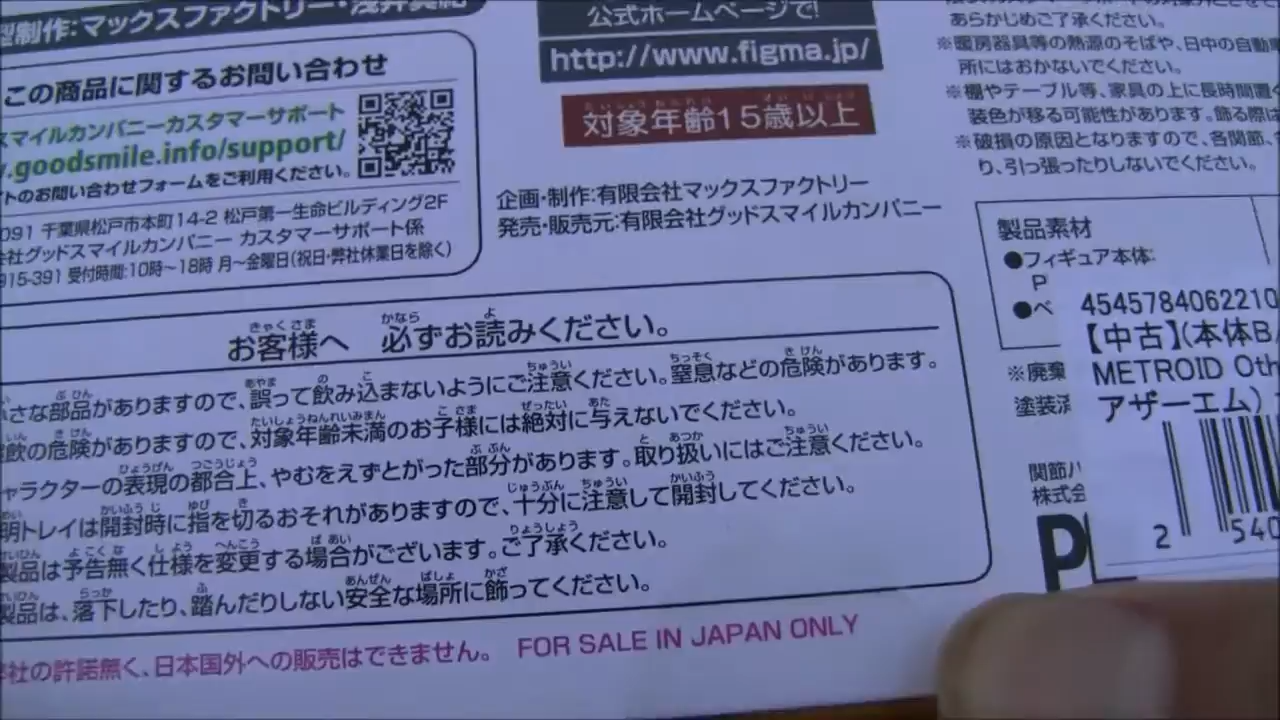 型制作:マックスファクトリー・浅井真紀
この商品に関するお問い合わせ
スマイルカンパニーカスタマーサポート
.goodsmile.info/support/
イトのお問い合わせフォームをご利用ください。
091 千葉県松戸市本町14-2 松戸第一生命ビルディング2F
会社グッドスマイルカンパニー カスタマーサポート係
915-391 受付時間:10時〜18時 月〜金曜日(祝日・弊社休業日を除く)
公式ホームページで!
http://www.figma.jp/
対象年齢15歳以上
企画・制作:有限会社マックスファクトリー
発売・販売元:有限会社グッドスマイルカンパニー
あらかじめご了承ください。
※暖房器具等の熱源のそばや、日中の自動車
所にはおかないでください。
※棚やテーブル等、家具の上に長時間置く
装色が移る可能性があります。飾る際は
※破損の原因となりますので、各関節、
り、引っ張ったりしないでください。
製品素材
●フィギュア本体:
P
●ベ
※廃棄
塗装済
関節パ
株式会
4545784062210
【中古】(本体B
METROID Oth
アザーエム)
2 540
お客様へ 必ずお読みください。
小さな部品がありますので、誤って飲み込まないようにご注意ください。窒息などの危険があります。
誤飲の危険がありますので、対象年齢未満のお子様には絶対に与えないでください。
キャラクターの表現の都合上、やむをえずとがった部分があります。取り扱いにはご注意ください。
明トレイは開封時に指を切るおそれがありますので、十分に注意して開封してください。
製品は予告無く仕様を変更する場合がございます。ご了承ください。
製品は、落下したり、踏んだりしない安全な場所に飾ってください。
弊社の許諾無く、日本国外への販売はできません。 FOR SALE IN JAPAN ONLY